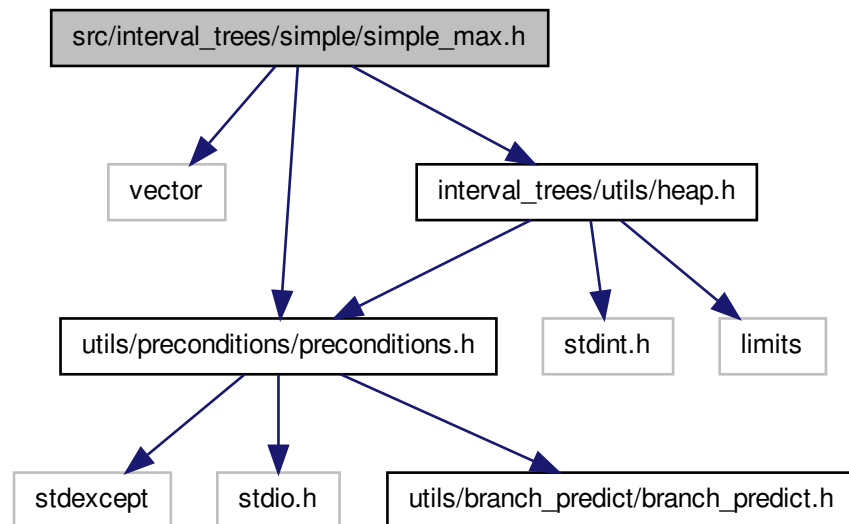 src/interval_trees/simple/simple_max.h
vector
interval_trees/utils/heap.h
utils/preconditions/preconditions.h
stdint.h
limits
stdexcept
stdio.h
utils/branch_predict/branch_predict.h